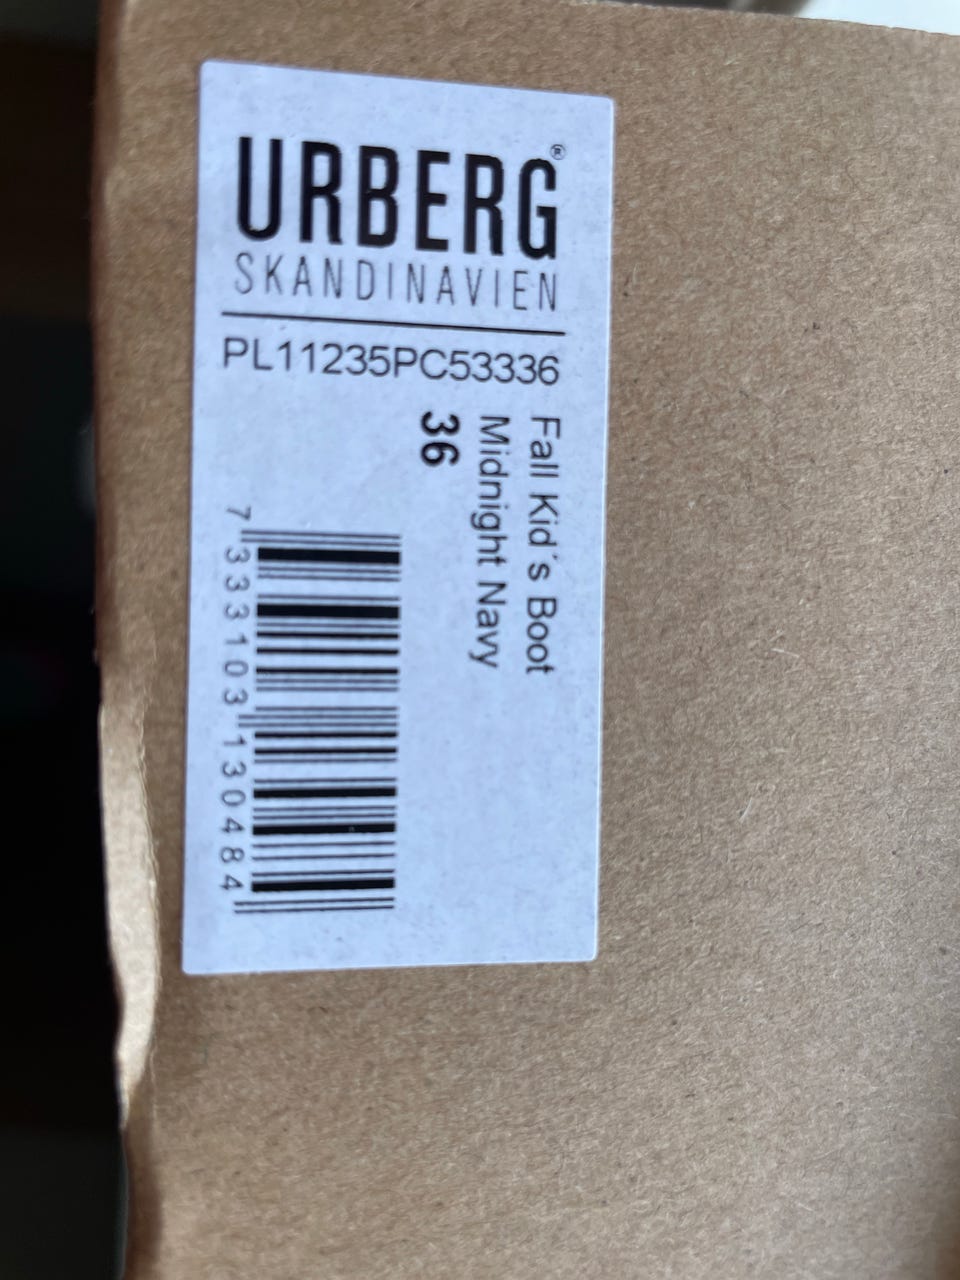 URBERG®
SKANDINAVIEN
PL11235PC53336
Fall Kid´s Boot
Midnight Navy
36
7 333103 130484